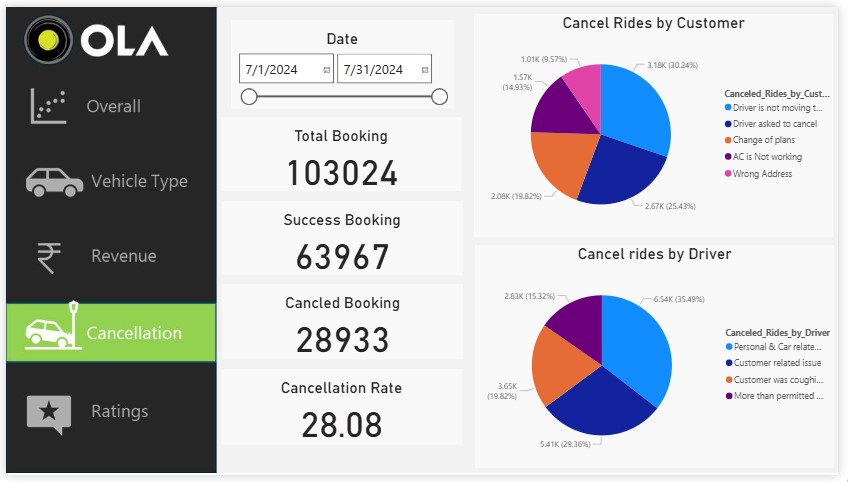 OLA
Overall
Vehicle Type
Revenue
Cancellation
Ratings
Date
7/1/2024
7/31/2024
Total Booking
103024
Success Booking
63967
Cancled Booking
28933
Cancellation Rate
28.08
Cancel Rides by Customer
1.01K (9.57%)
3.18K (30.24%)
1.57K
(14.93%)
2.08K (19.82%)
2.67K (25.43%)
Canceled_Rides_by_Cust...
Driver is not moving t...
Driver asked to cancel
Change of plans
AC is Not working
Wrong Address
Cancel rides by Driver
2.83K (15.32%)
6.54K (35.49%)
3.65K
(19.82%)
5.41K (29.36%)
Canceled_Rides_by_Driver
Personal & Car relate...
Customer related issue
Customer was coughi...
More than permitted ...